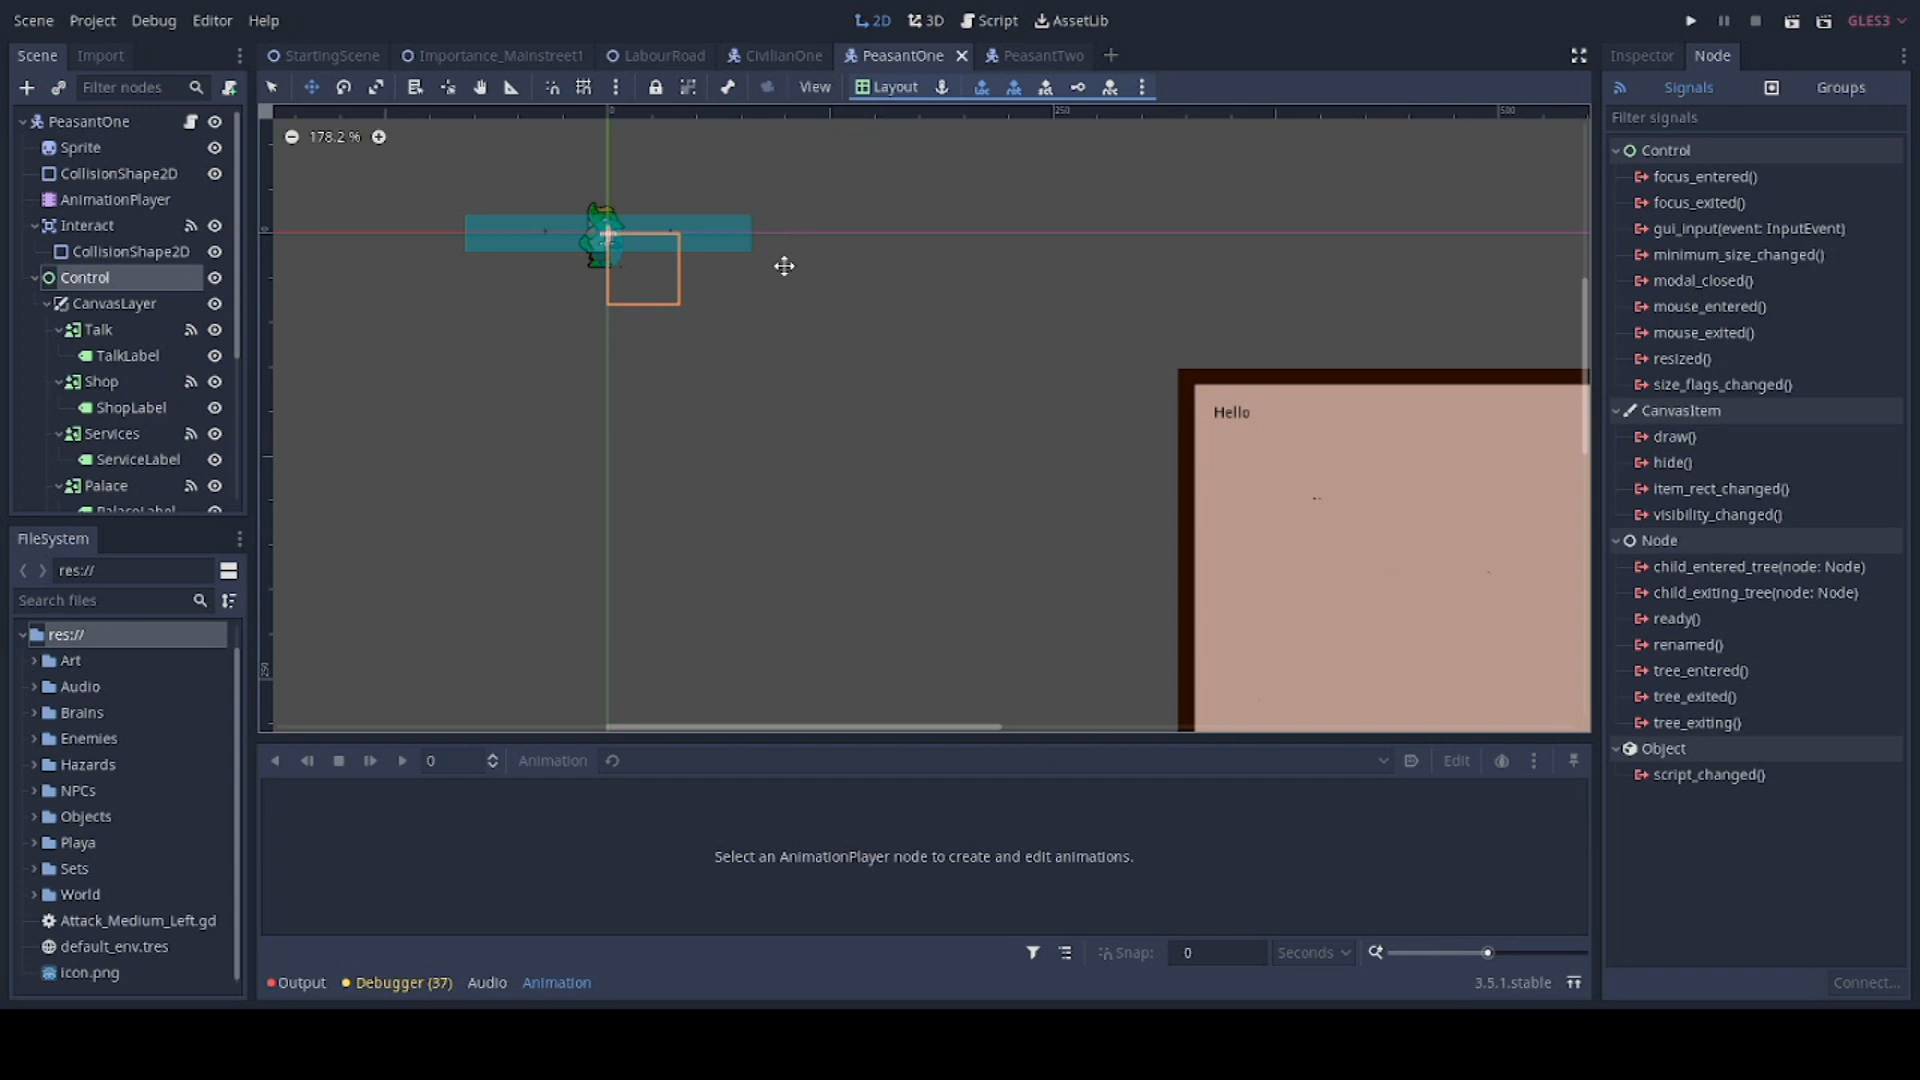 Scene Project Debug Editor Help
2D 3D Script AssetLib
GLES3
Scene Import
StartingScene Importance_Mainstreet1 LabourRoad CivilianOne PeasantOne PeasantTwo
Inspector Node
Filter nodes
View Layout
Signals Groups
Filter signals
178.2 %
0 250 500
0
250
PeasantOne
Sprite
CollisionShape2D
AnimationPlayer
Interact
CollisionShape2D
Control
CanvasLayer
Talk
TalkLabel
Shop
ShopLabel
Services
ServiceLabel
Palace
PalaceLabel
Hello
FileSystem
res://
Search files
res://
Art
Audio
Brains
Enemies
Hazards
NPCs
Objects
Playa
Sets
World
Attack_Medium_Left.gd
default_env.tres
icon.png
0 Animation Edit
Select an AnimationPlayer node to create and edit animations.
Snap: 0 Seconds
Output Debugger (37) Audio Animation 3.5.1.stable
Control
focus_entered()
focus_exited()
gui_input(event: InputEvent)
minimum_size_changed()
modal_closed()
mouse_entered()
mouse_exited()
resized()
size_flags_changed()
CanvasItem
draw()
hide()
item_rect_changed()
visibility_changed()
Node
child_entered_tree(node: Node)
child_exiting_tree(node: Node)
ready()
renamed()
tree_entered()
tree_exited()
tree_exiting()
Object
script_changed()
Connect...